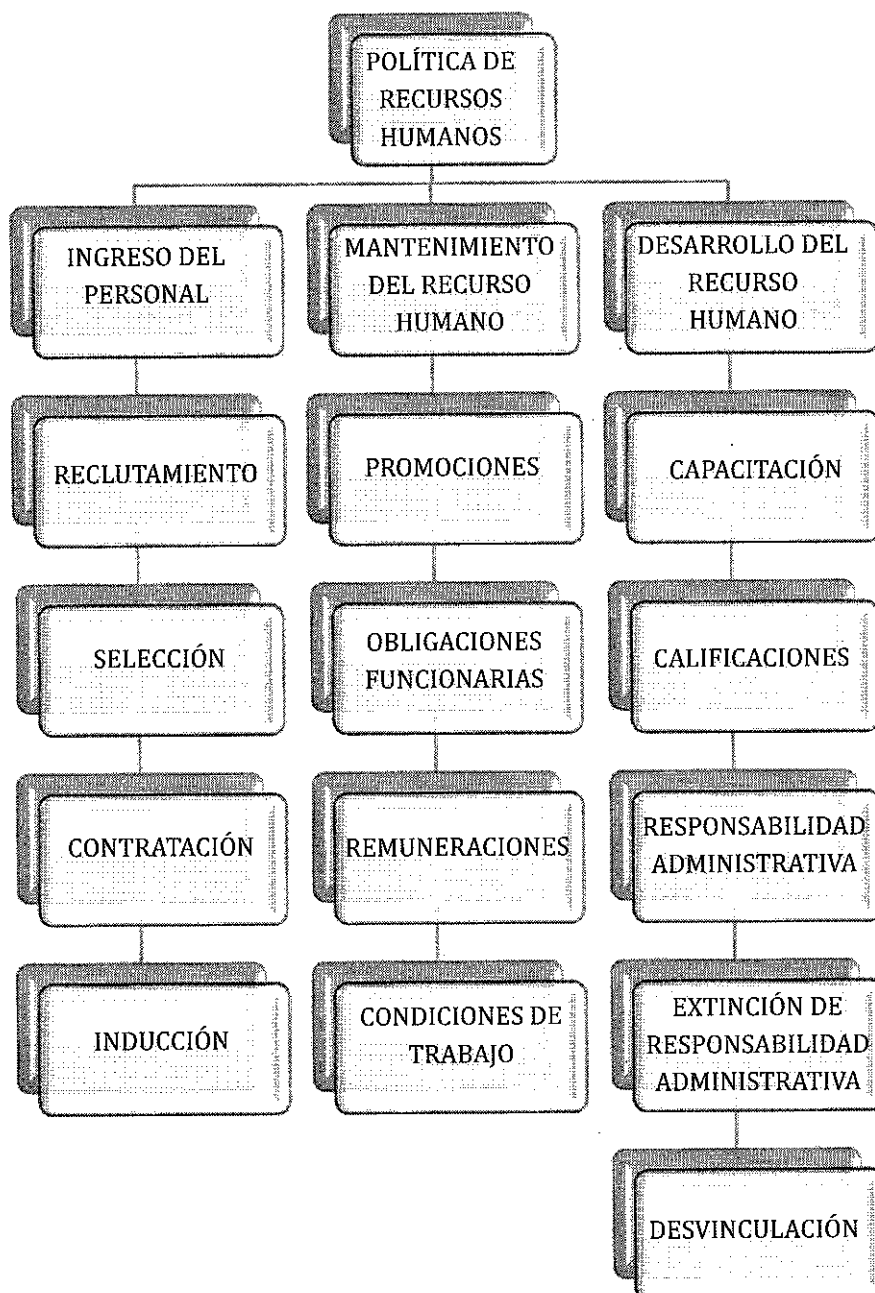 POLÍTICA DE
RECURSOS
HUMANOS
INGRESO DEL
PERSONAL
MANTENIMIENTO
DEL RECURSO
HUMANO
DESARROLLO DEL
RECURSO
HUMANO
RECLUTAMIENTO
PROMOCIONES
CAPACITACIÓN
SELECCIÓN
OBLIGACIONES
FUNCIONARIAS
CALIFICACIONES
CONTRATACIÓN
REMUNERACIONES
RESPONSABILIDAD
ADMINISTRATIVA
INDUCCIÓN
CONDICIONES DE
TRABAJO
EXTINCIÓN DE
RESPONSABILIDAD
ADMINISTRATIVA
DESVINCULACIÓN